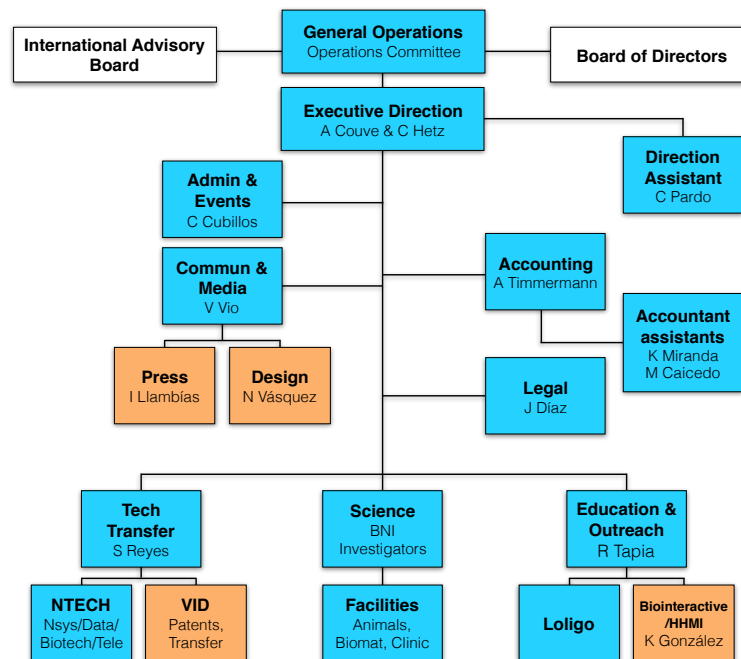 General Operations
Operations Committee
International Advisory
Board
Board of Directors
Executive Direction
A Couve & C Hetz
Direction
Assistant
C Pardo
Admin &
Events
C Cubillos
Commun &
Media
V Vio
Accounting
A Timmermann
Accountant
assistants
K Miranda
M Caicedo
Press
I Llambías
Design
N Vásquez
Legal
J Díaz
Tech
Transfer
S Reyes
Science
BNI
Investigators
Education &
Outreach
R Tapia
NTECH
Nsys/Data/
Biotech/Tele
VID
Patents,
Transfer
Facilities
Animals,
Biomat, Clinic
Loligo
Biointeractive
/HHMI
K González